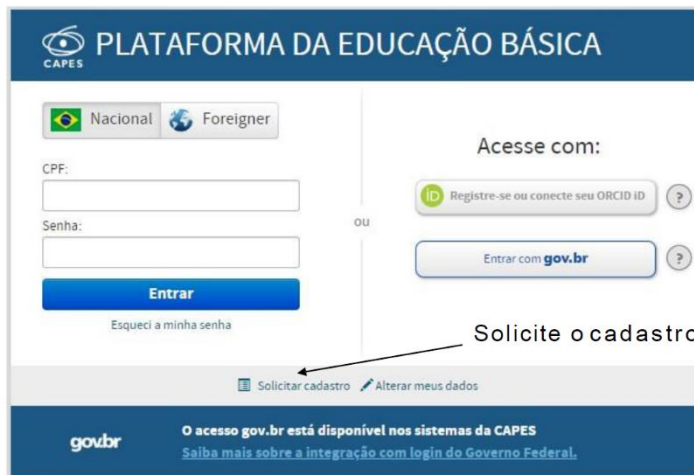 CAPES
PLATAFORMA DA EDUCAÇÃO BÁSICA
Nacional
Foreigner
CPF:
Senha:
Entrar
Esqueci a minha senha
ou
Acesse com:
iD Registre-se ou conecte seu ORCID iD ?
Entrar com gov.br ?
Solicite o cadastro
Solicitar cadastro
Alterar meus dados
gov.br
O acesso gov.br está disponível nos sistemas da CAPES
Saiba mais sobre a integração com login do Governo Federal.